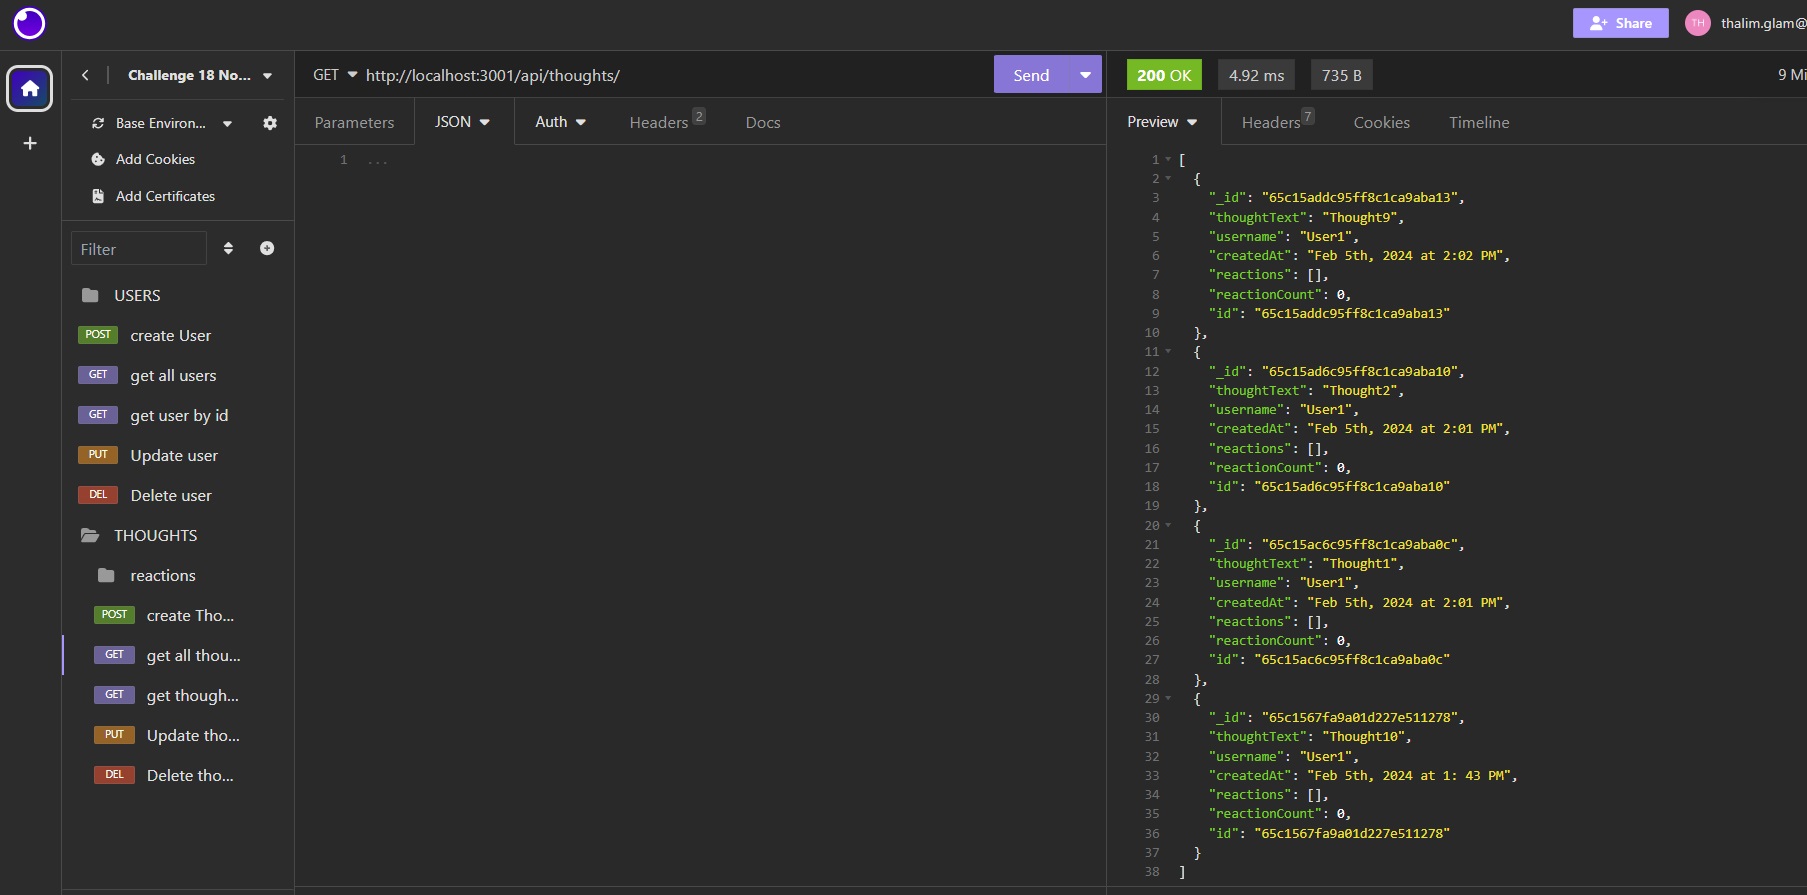 Share
TH
thalim.glam@
Challenge 18 No...
Base Environ...
Add Cookies
Add Certificates
Filter
USERS
POST create User
GET get all users
GET get user by id
PUT Update user
DEL Delete user
THOUGHTS
reactions
POST create Tho...
GET get all thou...
GET get though...
PUT Update tho...
DEL Delete tho...
GET http://localhost:3001/api/thoughts/
Send
Parameters JSON Auth Headers 2 Docs
1 ...
200 OK 4.92 ms 735 B 9 Mi
Preview Headers 7 Cookies Timeline
1 [
2 {
3 "_id": "65c15addc95ff8c1ca9aba13",
4 "thoughtText": "Thought9",
5 "username": "User1",
6 "createdAt": "Feb 5th, 2024 at 2:02 PM",
7 "reactions": [],
8 "reactionCount": 0,
9 "id": "65c15addc95ff8c1ca9aba13"
10 },
11 {
12 "_id": "65c15ad6c95ff8c1ca9aba10",
13 "thoughtText": "Thought2",
14 "username": "User1",
15 "createdAt": "Feb 5th, 2024 at 2:01 PM",
16 "reactions": [],
17 "reactionCount": 0,
18 "id": "65c15ad6c95ff8c1ca9aba10"
19 },
20 {
21 "_id": "65c15ac6c95ff8c1ca9aba0c",
22 "thoughtText": "Thought1",
23 "username": "User1",
24 "createdAt": "Feb 5th, 2024 at 2:01 PM",
25 "reactions": [],
26 "reactionCount": 0,
27 "id": "65c15ac6c95ff8c1ca9aba0c"
28 },
29 {
30 "_id": "65c1567fa9a01d227e511278",
31 "thoughtText": "Thought10",
32 "username": "User1",
33 "createdAt": "Feb 5th, 2024 at 1: 43 PM",
34 "reactions": [],
35 "reactionCount": 0,
36 "id": "65c1567fa9a01d227e511278"
37 }
38 ]